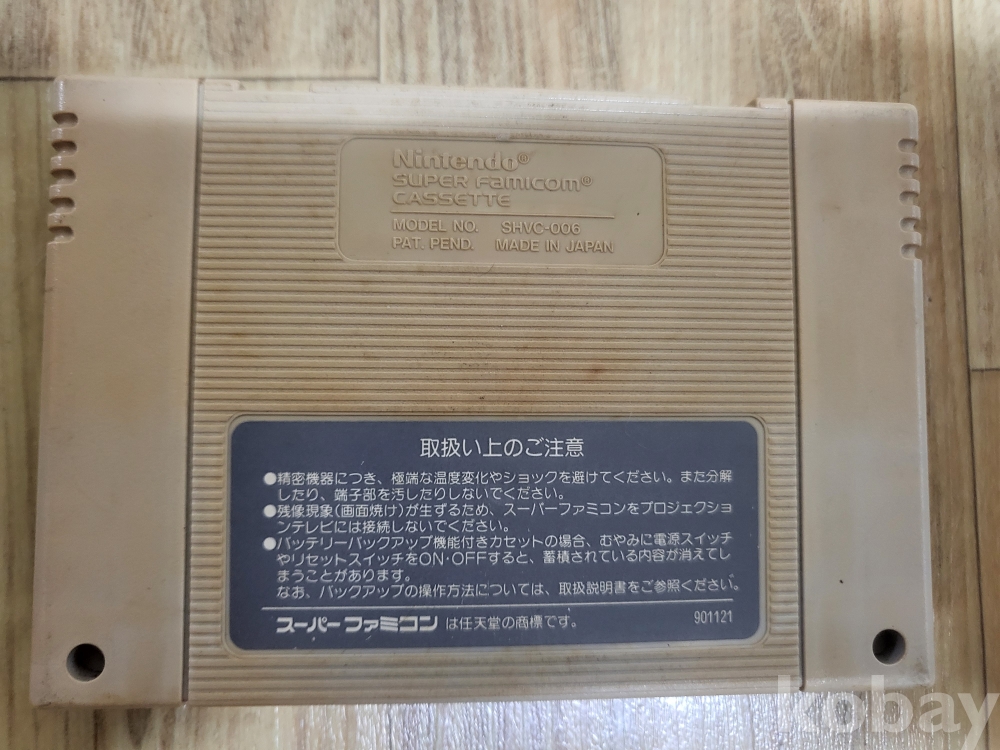 Nintendo®
SUPER FAMICOM®
CASSETTE
MODEL NO. SHVC-006
PAT. PEND. MADE IN JAPAN
取扱い上のご注意
●精密機器につき、極端な温度変化やショックを避けてください。また分解
したり、端子部を汚したりしないでください。
●残像現象(画面焼け)が生ずるため、スーパーファミコンをプロジェクショ
ンテレビには接続しないでください。
●バッテリーバックアップ機能付きカセットの場合、むやみに電源スイッチ
やリセットスイッチをON・OFFすると、蓄積されている内容が消えてし
まうことがあります。
なお、バックアップの操作方法については、取扱説明書をご参照ください。
スーパーファミコン は任天堂の商標です。 901121
kobay